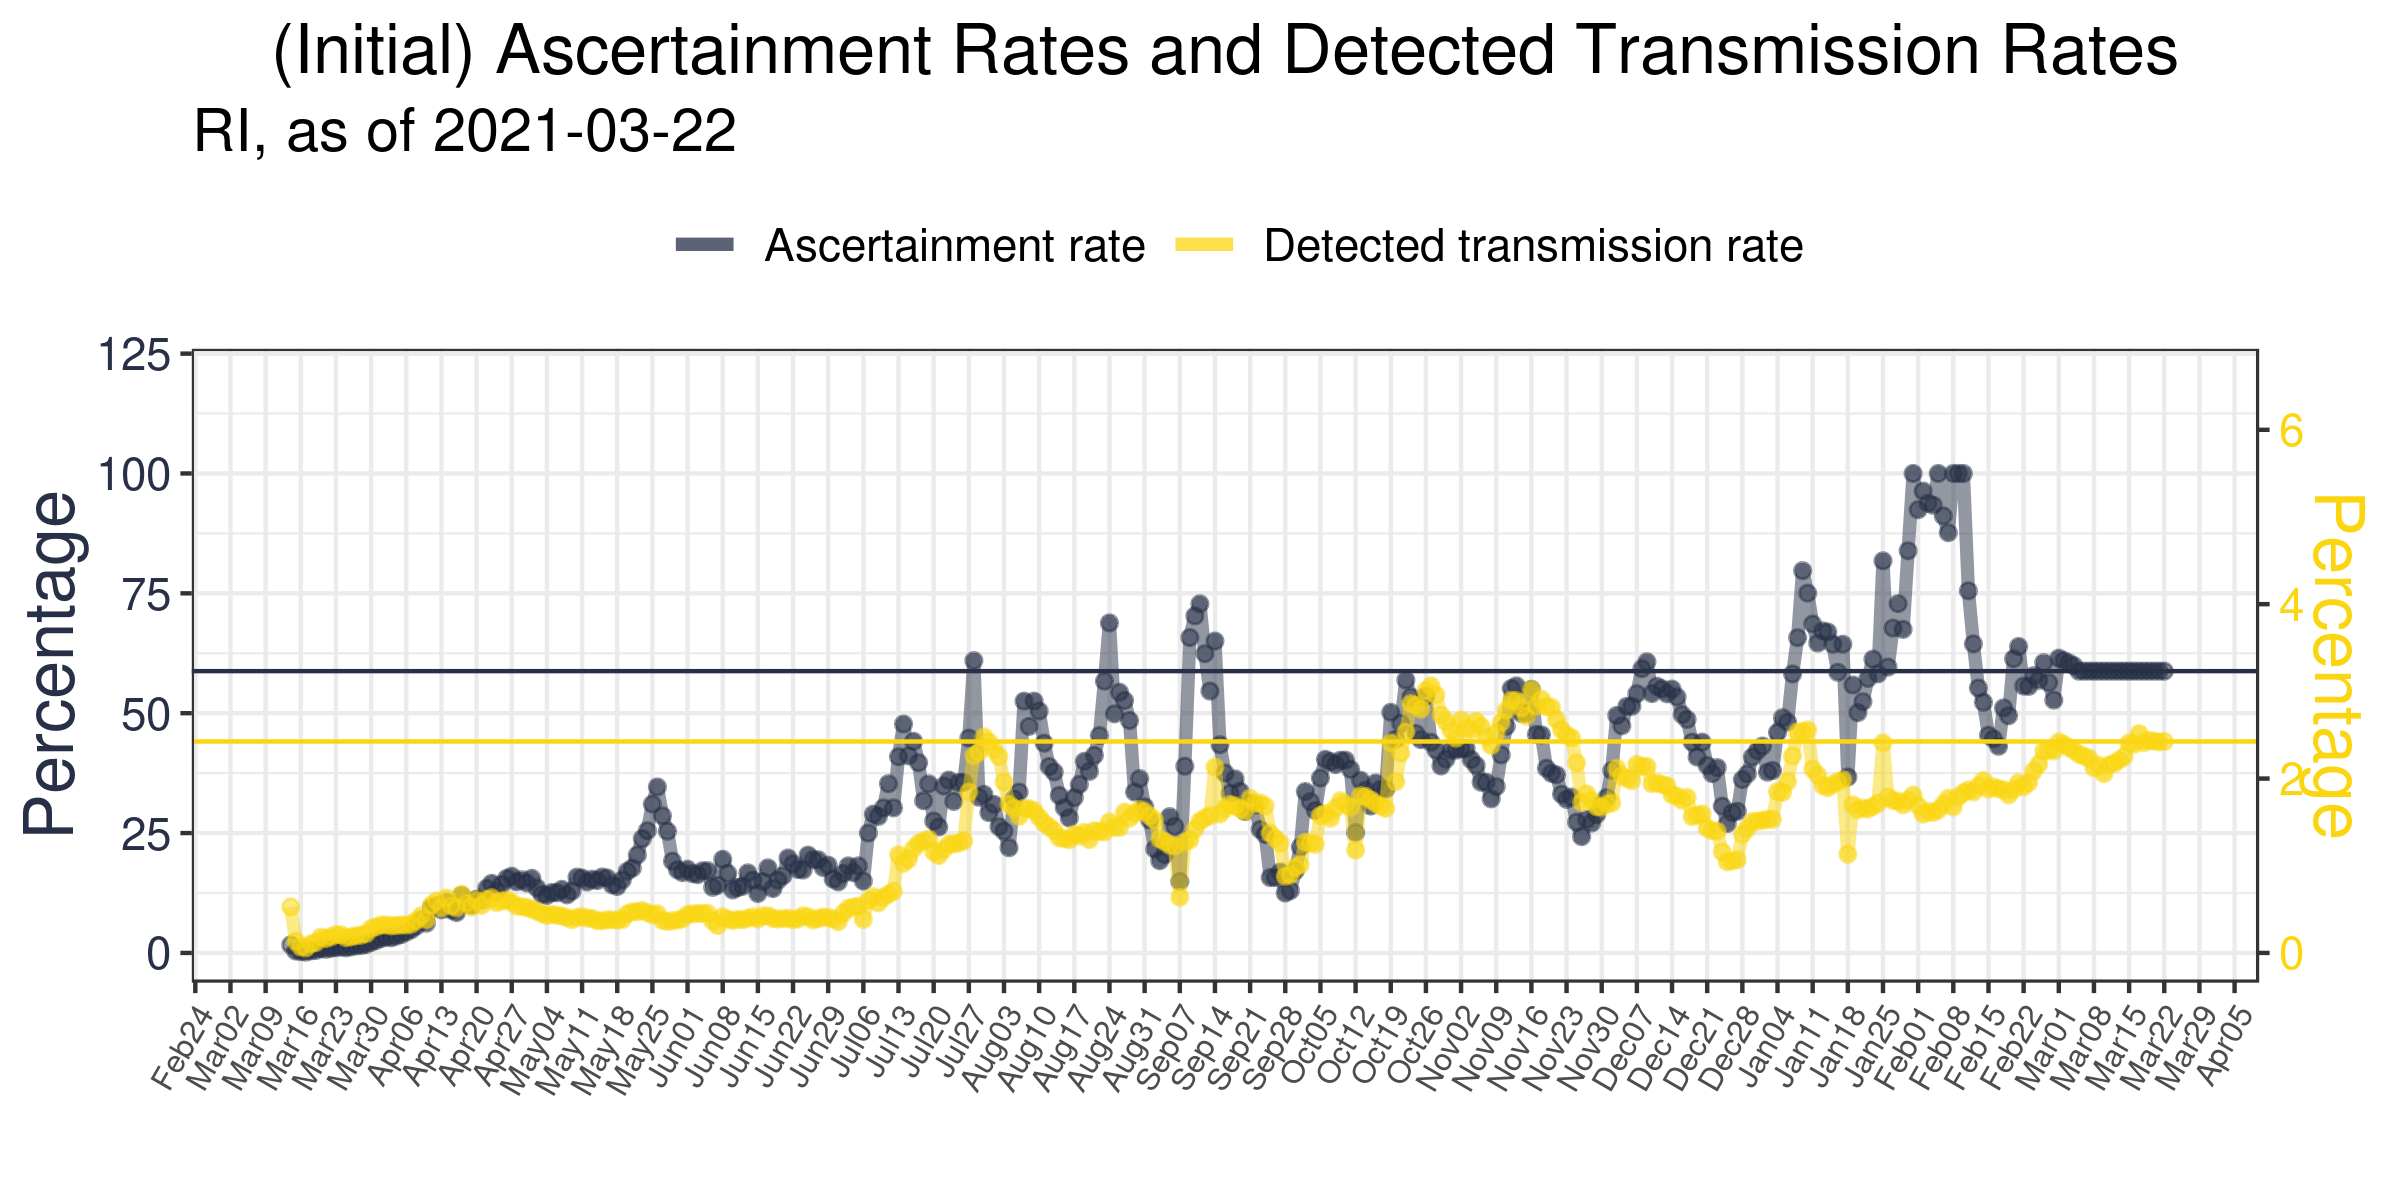 (Initial) Ascertainment Rates and Detected Transmission Rates
RI, as of 2021-03-22
Ascertainment rate
Detected transmission rate
125
100
75
50
25
0
Percentage
6
4
2
0
Percentage
Feb24
Mar02
Mar09
Mar16
Mar23
Mar30
Apr06
Apr13
Apr20
Apr27
May04
May11
May18
May25
Jun01
Jun08
Jun15
Jun22
Jun29
Jul06
Jul13
Jul20
Jul27
Aug03
Aug10
Aug17
Aug24
Aug31
Sep07
Sep14
Sep21
Sep28
Oct05
Oct12
Oct19
Oct26
Nov02
Nov09
Nov16
Nov23
Nov30
Dec07
Dec14
Dec21
Dec28
Jan04
Jan11
Jan18
Jan25
Feb01
Feb08
Feb15
Feb22
Mar01
Mar08
Mar15
Mar22
Mar29
Apr05